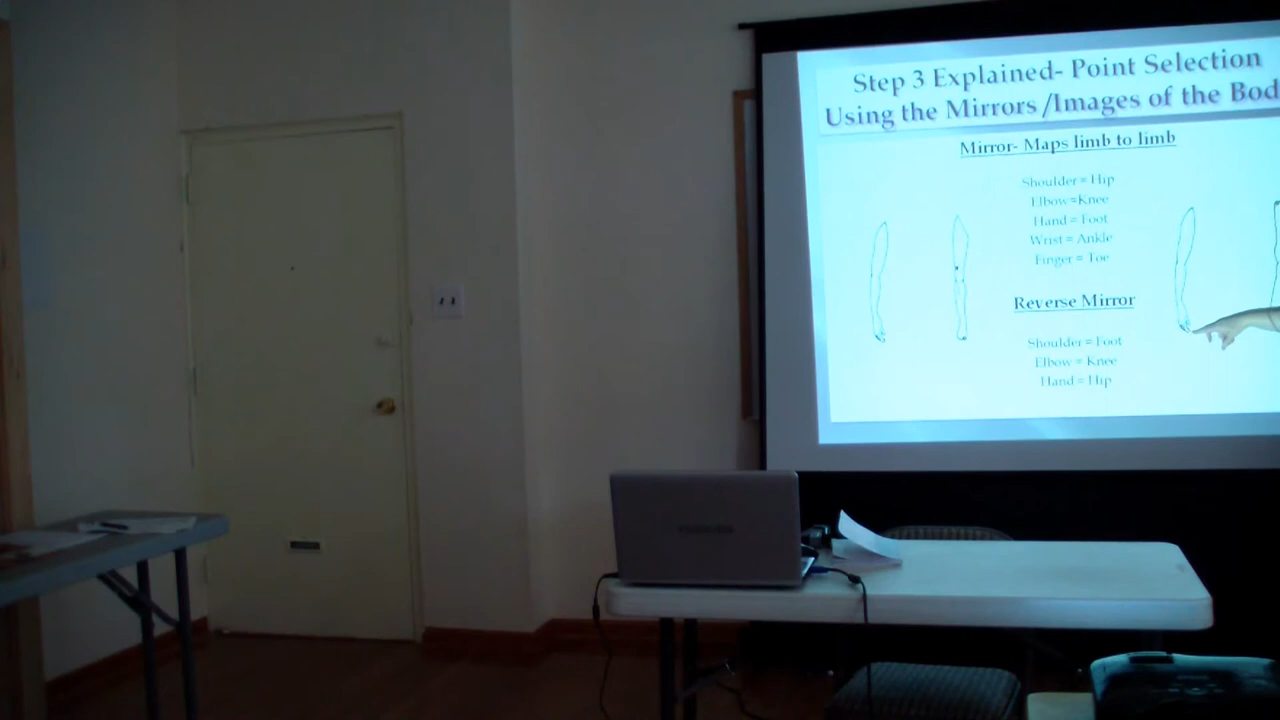 Step 3 Explained- Point Selection
Using the Mirrors /Images of the Bod
Mirror- Maps limb to limb
Shoulder = Hip
Elbow =Knee
Hand = Foot
Wrist = Ankle
Finger = Toe
Reverse Mirror
Shoulder = Foot
Elbow = Knee
Hand = Hip